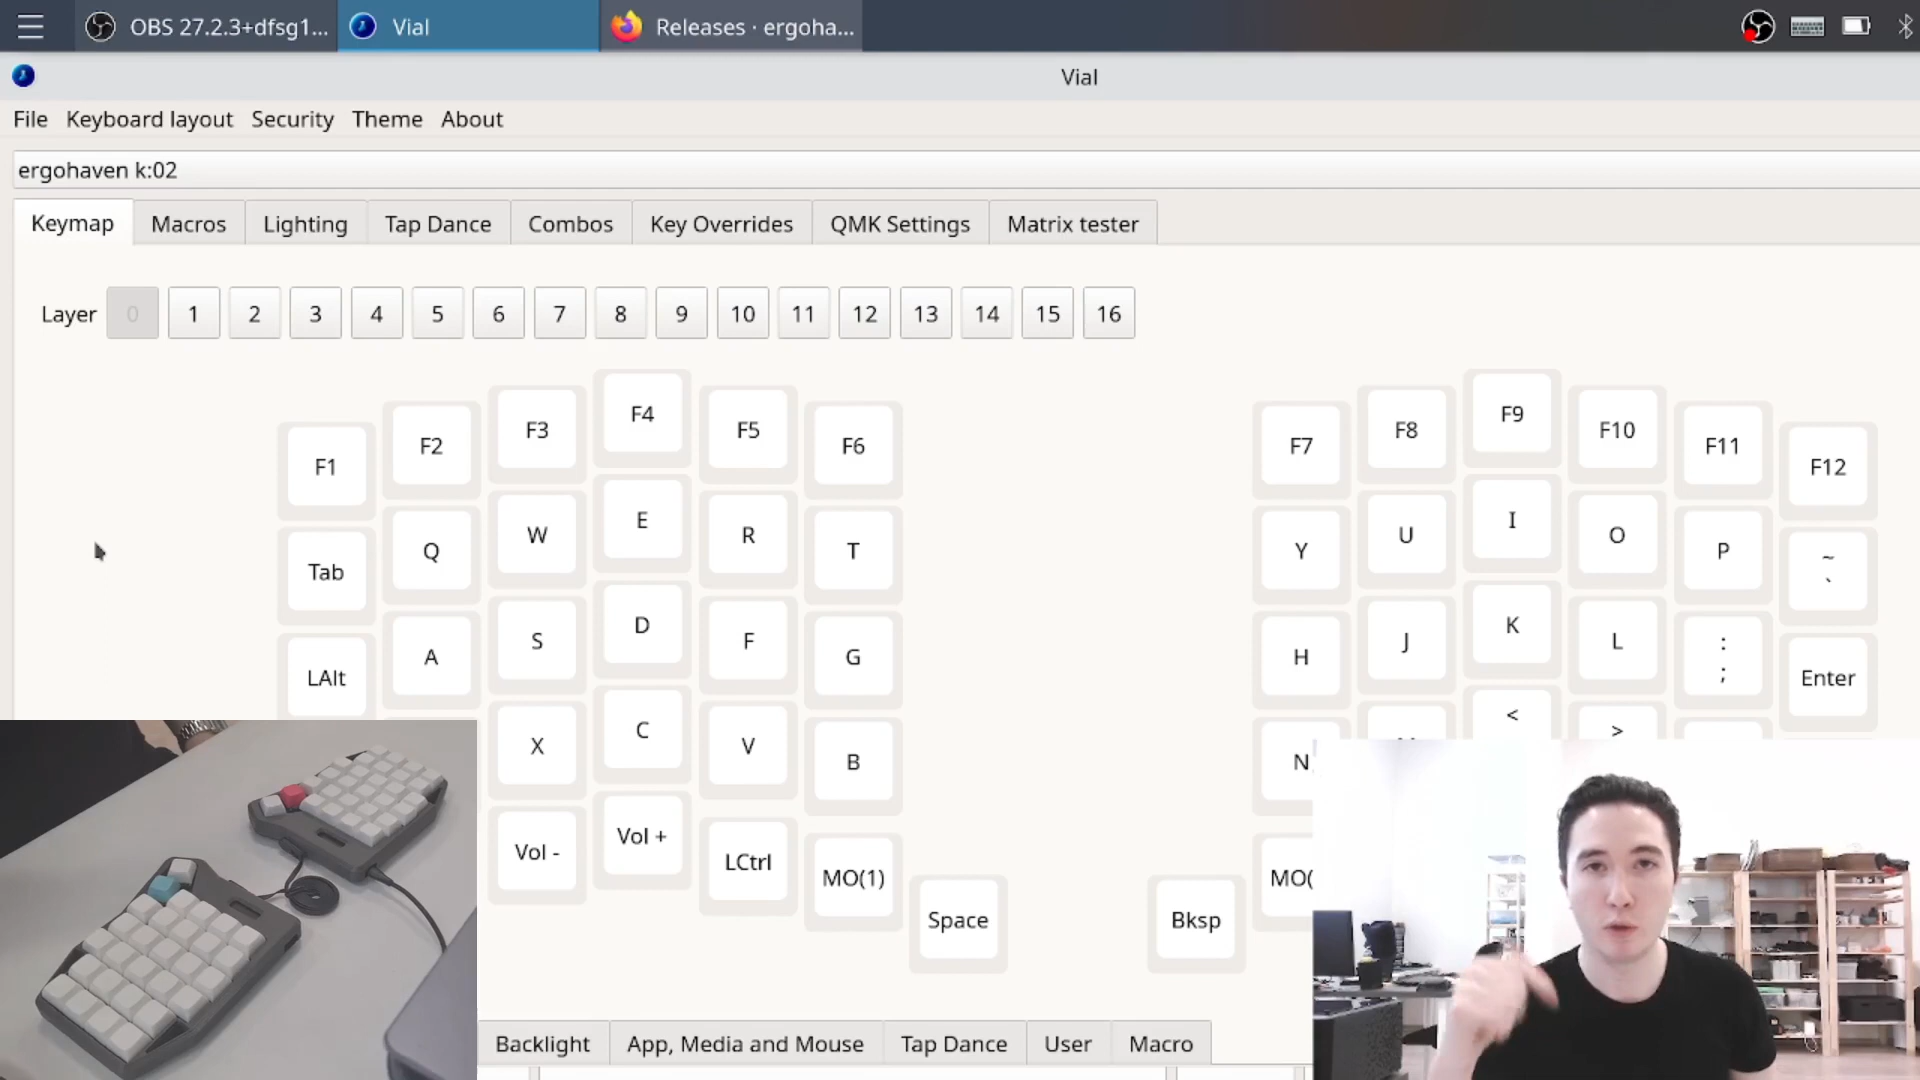 OBS 27.2.3+dfsg1...
Vial
Releases · ergoha...
Vial
File Keyboard layout Security Theme About
ergohaven k:02
Keymap Macros Lighting Tap Dance Combos Key Overrides QMK Settings Matrix tester
Layer 0 1 2 3 4 5 6 7 8 9 10 11 12 13 14 15 16
F1 F2 F3 F4 F5 F6 F7 F8 F9 F10 F11 F12
Tab Q W E R T Y U I O P ~ `
LAlt A S D F G H J K L : ; Enter
X C V B N < >
Vol - Vol + LCtrl MO(1) Space Bksp MO(
Backlight App, Media and Mouse Tap Dance User Macro